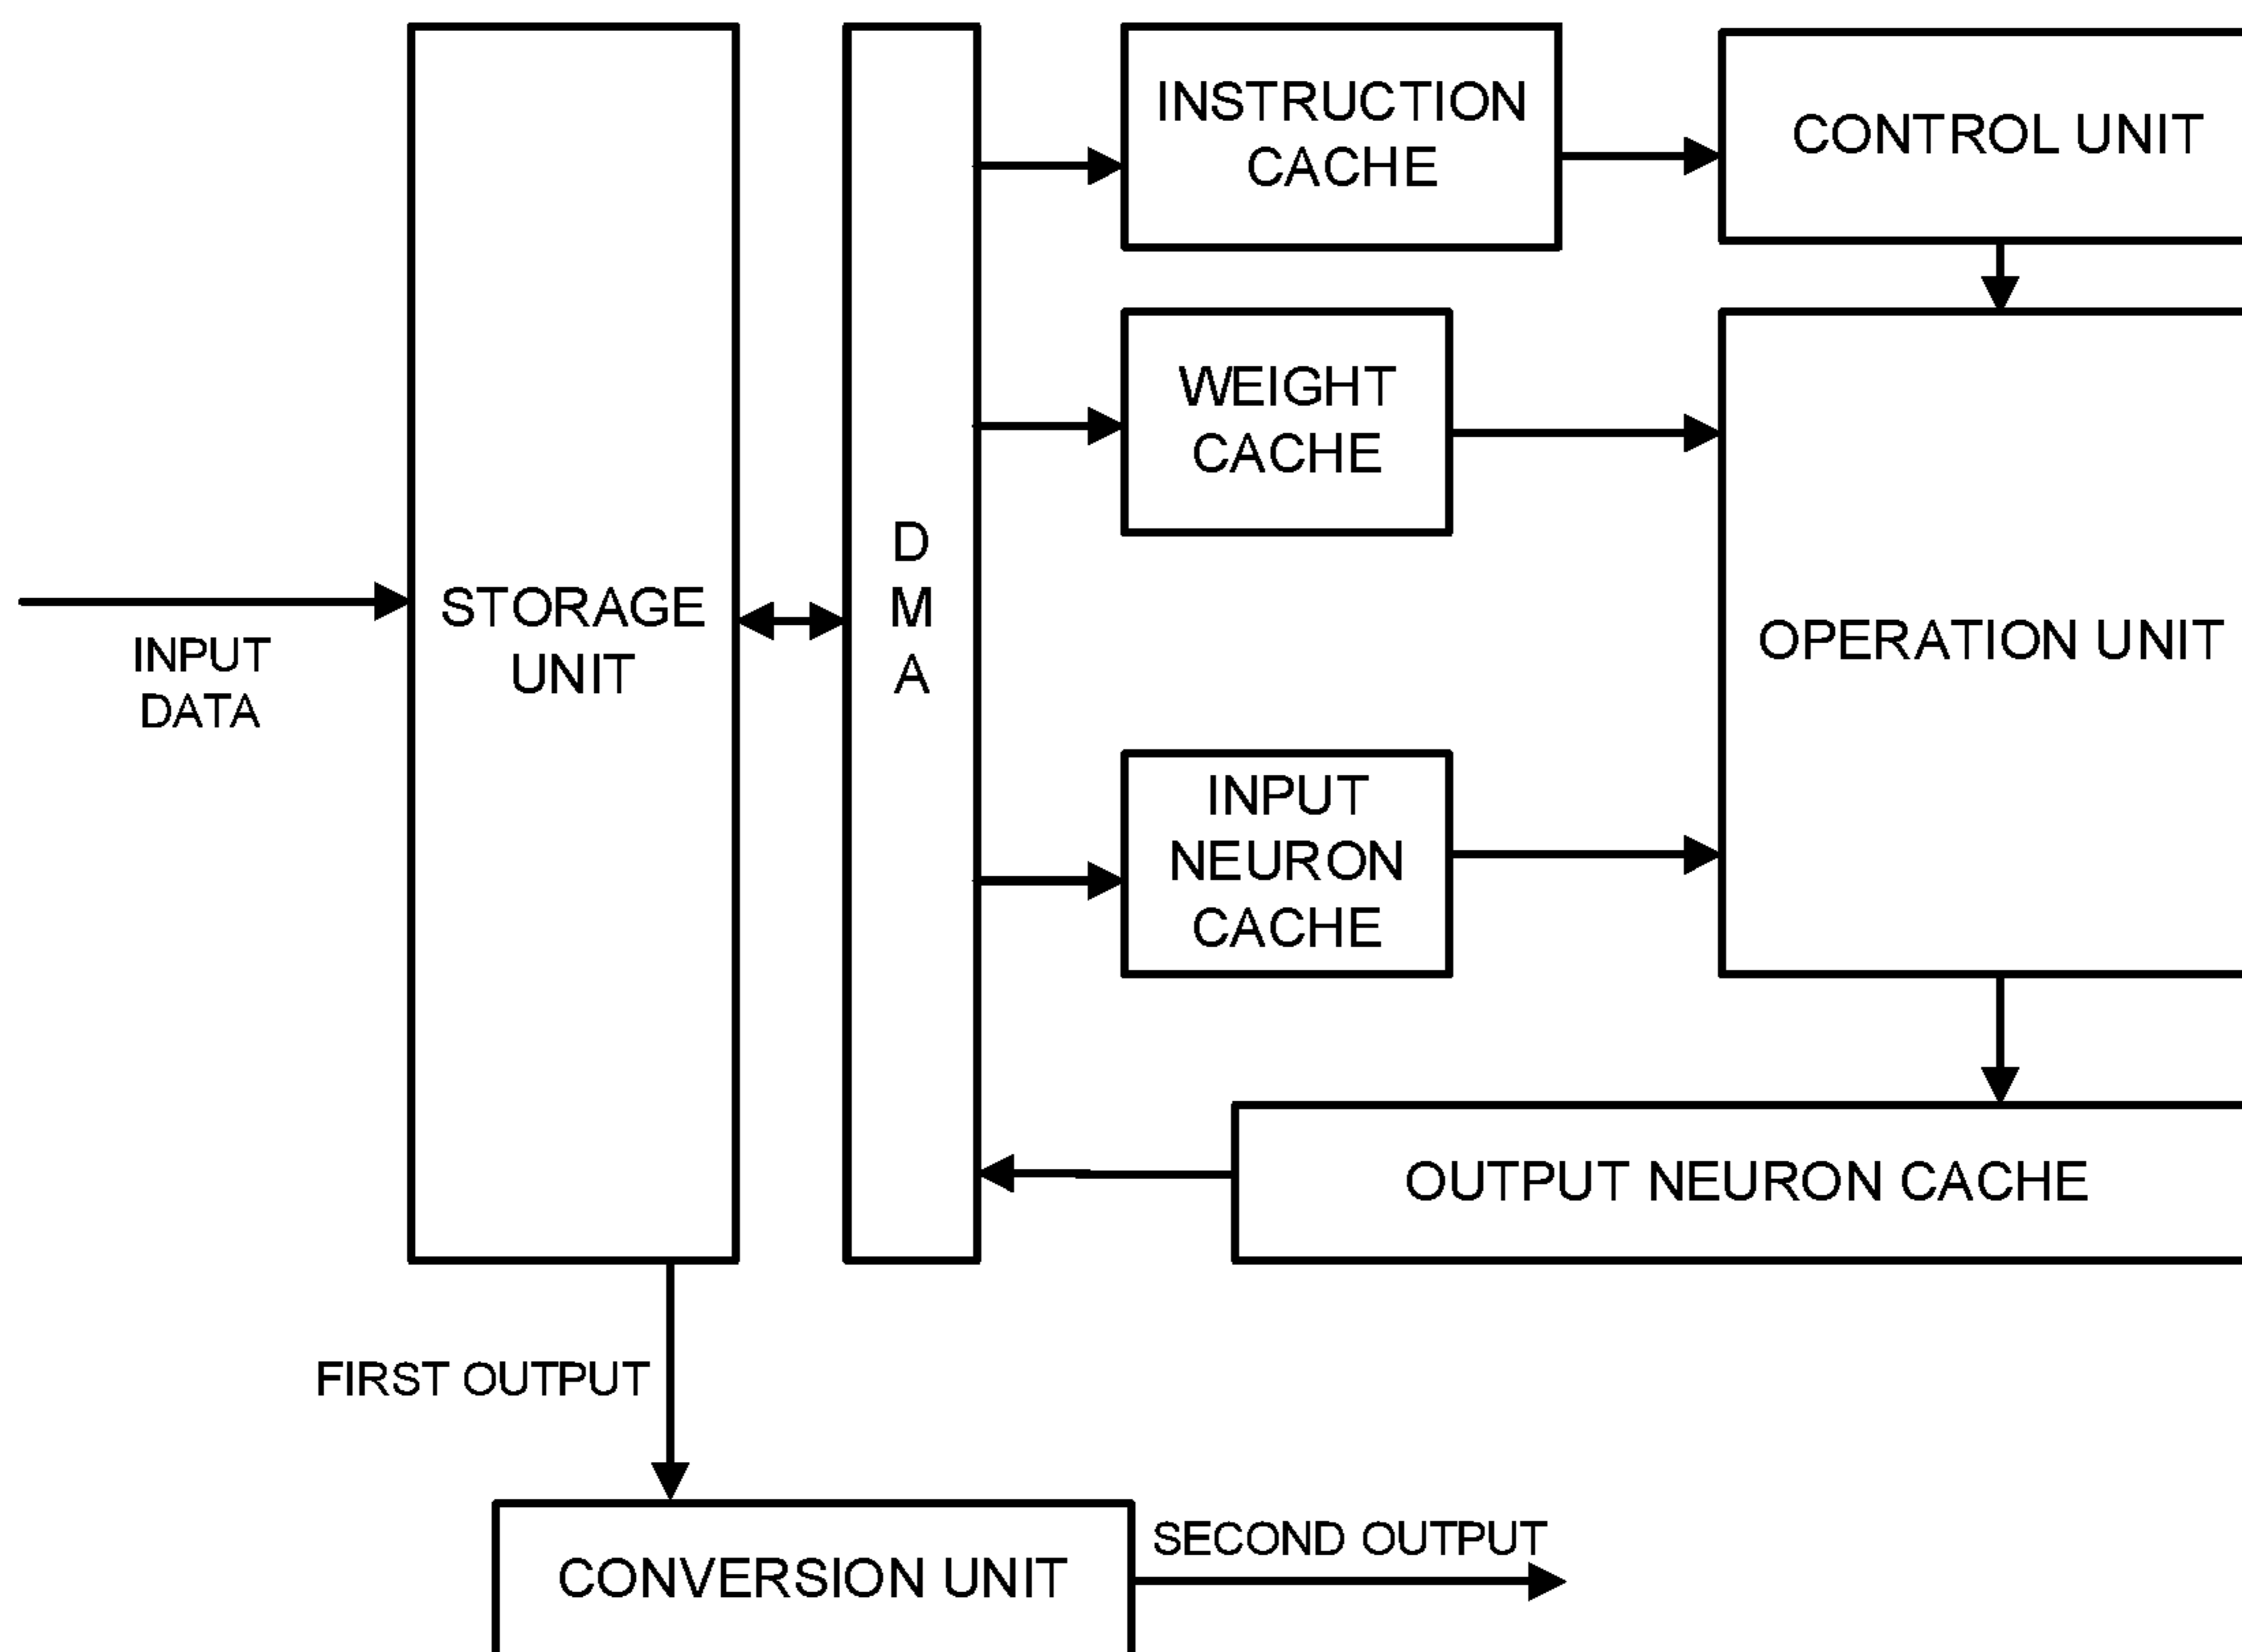 INSTRUCTION
CACHE
CONTROL UNIT
WEIGHT
CACHE
D
M
A
STORAGE
UNIT
INPUT
DATA
OPERATION UNIT
INPUT
NEURON
CACHE
OUTPUT NEURON CACHE
FIRST OUTPUT
SECOND OUTPUT
CONVERSION UNIT